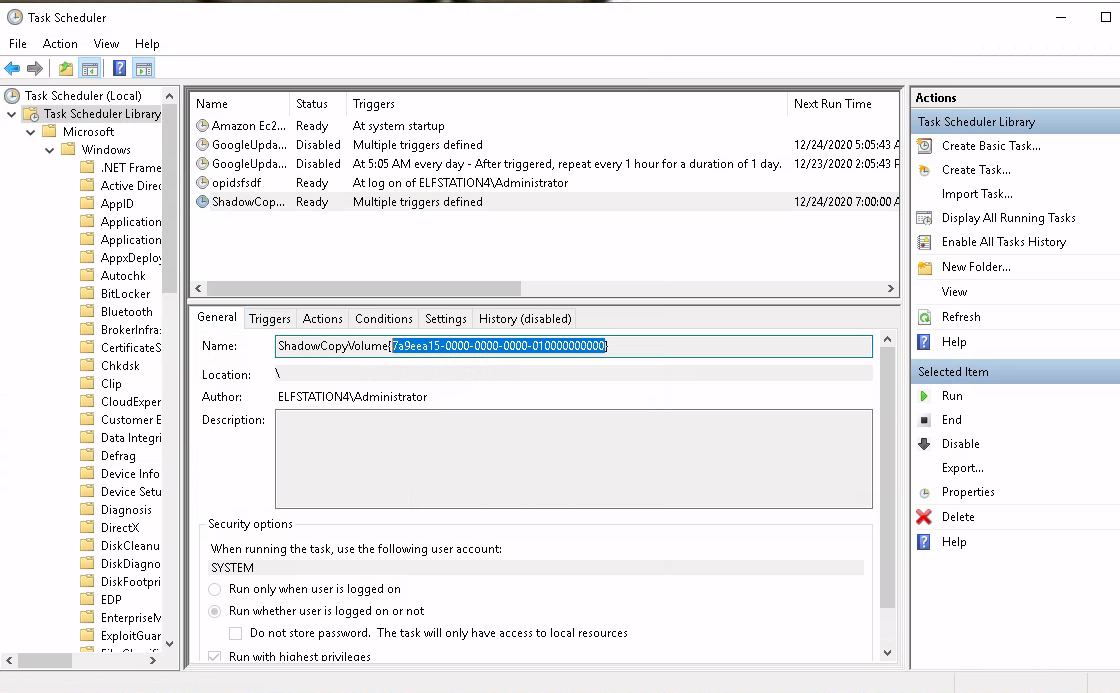 Task Scheduler
File Action View Help
Task Scheduler (Local)
Task Scheduler Library
Microsoft
Windows
.NET Frame
Active Direc
AppID
Application
Application
AppxDeploy
Autochk
BitLocker
Bluetooth
BrokerInfra:
CertificateS
Chkdsk
Clip
CloudExper
Customer E
Data Integri
Defrag
Device Info
Device Setu
Diagnosis
DirectX
DiskCleanu
DiskDiagno
DiskFootpri
EDP
EnterpriseM
ExploitGuar
Name Status Triggers Next Run Time
Amazon Ec2... Ready At system startup
GoogleUpda... Disabled Multiple triggers defined 12/24/2020 5:05:43 A
GoogleUpda... Disabled At 5:05 AM every day - After triggered, repeat every 1 hour for a duration of 1 day. 12/23/2020 2:05:43 P
opidsfsdf Ready At log on of ELFSTATION4\Administrator
ShadowCop... Ready Multiple triggers defined 12/24/2020 7:00:00 A
General Triggers Actions Conditions Settings History (disabled)
Name: ShadowCopyVolume{7a9eea15-0000-0000-0000-010000000000}
Location: \
Author: ELFSTATION4\Administrator
Description:
Security options
When running the task, use the following user account:
SYSTEM
Run only when user is logged on
Run whether user is logged on or not
Do not store password. The task will only have access to local resources
Run with highest privileges
Actions
Task Scheduler Library
Create Basic Task...
Create Task...
Import Task...
Display All Running Tasks
Enable All Tasks History
New Folder...
View
Refresh
Help
Selected Item
Run
End
Disable
Export...
Properties
Delete
Help